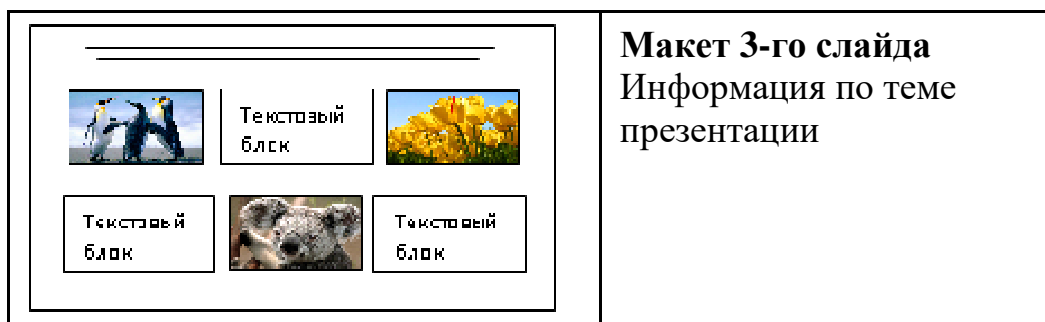 Макет 3-го слайда
Информация по теме
презентации
Текстовый
блок
Текстовый
блок
Текстовый
блок